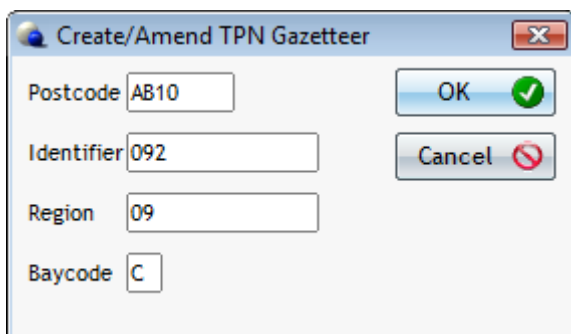 Create/Amend TPN Gazetteer
Postcode AB10 OK
Identifier 092 Cancel
Region 09
Baycode C